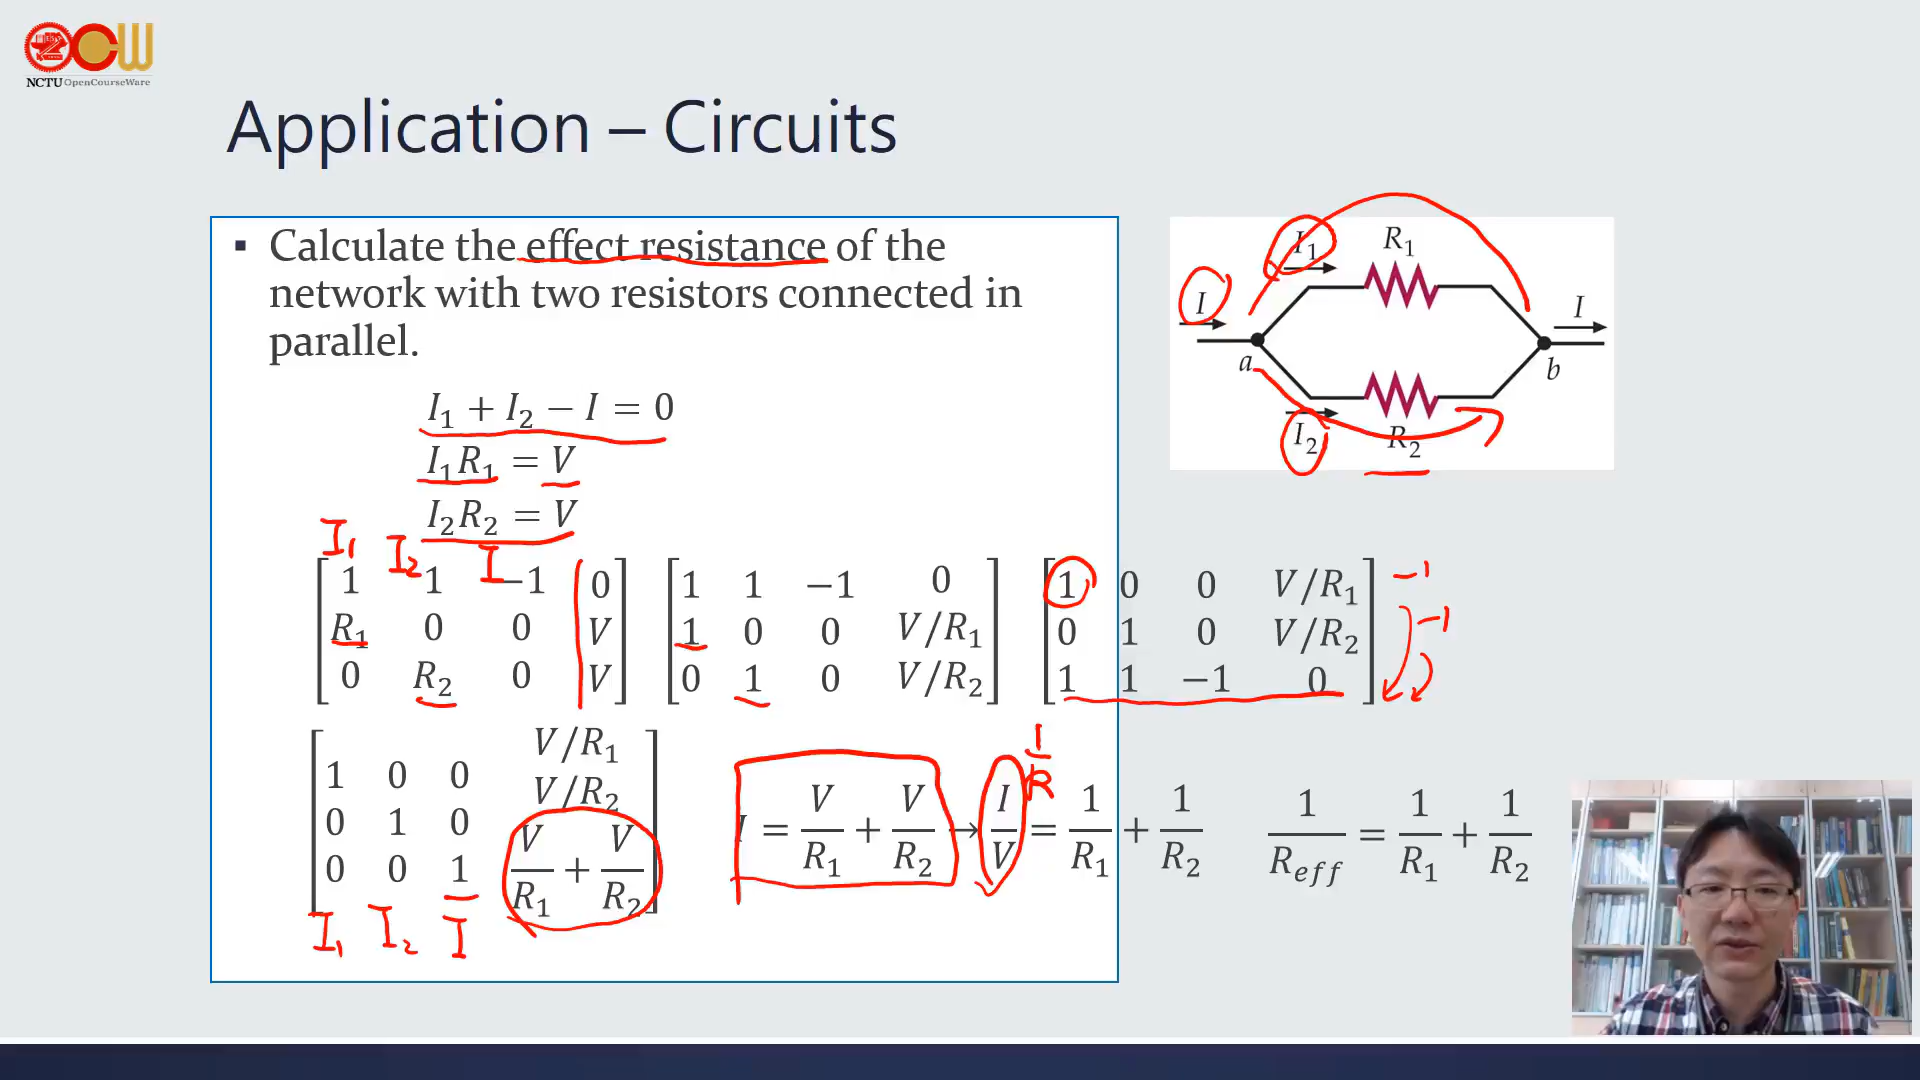 NCTU OpenCourseWare
Application – Circuits
▪ Calculate the effect resistance of the
network with two resistors connected in
parallel.
I₁ + I₂ − I = 0
I₁R₁ = V
I₂R₂ = V
I₁ I₂ I
1 1 −1 0
R₁ 0 0 V
0 R₂ 0 V
1 1 −1 0
1 0 0 V/R₁
0 1 0 V/R₂
1 0 0 V/R₁
0 1 0 V/R₂
1 1 −1 0
−1
−1
1 0 0 V/R₁
0 1 0 V/R₂
0 0 1 V/R₁ + V/R₂
I₁ I₂ I
I = V/R₁ + V/R₂ → I/V = 1/R₁ + 1/R₂
1/R
1/R_eff = 1/R₁ + 1/R₂
I₁ R₁
I
I
a
b
I₂ R₂